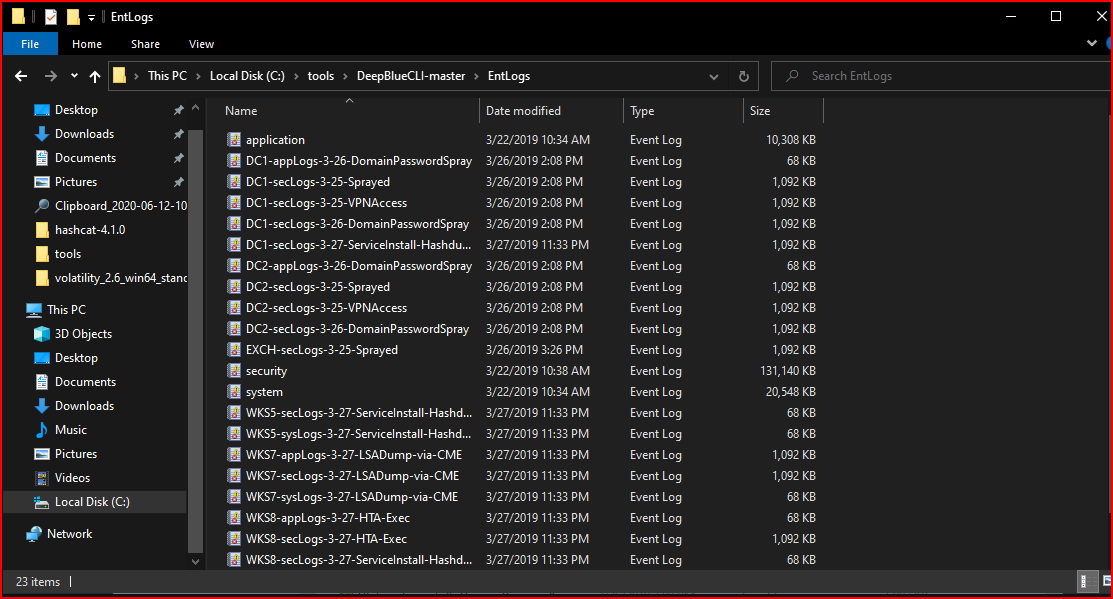 EntLogs
File Home Share View
This PC Local Disk (C:) tools DeepBlueCLI-master EntLogs Search EntLogs
Desktop
Downloads
Documents
Pictures
Clipboard_2020-06-12-10
hashcat-4.1.0
tools
volatility_2.6_win64_stanc
This PC
3D Objects
Desktop
Documents
Downloads
Music
Pictures
Videos
Local Disk (C:)
Network
Name Date modified Type Size
application 3/22/2019 10:34 AM Event Log 10,308 KB
DC1-appLogs-3-26-DomainPasswordSpray 3/26/2019 2:08 PM Event Log 68 KB
DC1-secLogs-3-25-Sprayed 3/26/2019 2:08 PM Event Log 1,092 KB
DC1-secLogs-3-25-VPNAccess 3/26/2019 2:08 PM Event Log 1,092 KB
DC1-secLogs-3-26-DomainPasswordSpray 3/26/2019 2:08 PM Event Log 1,092 KB
DC1-secLogs-3-27-ServiceInstall-Hashdu... 3/27/2019 11:33 PM Event Log 1,092 KB
DC2-appLogs-3-26-DomainPasswordSpray 3/26/2019 2:08 PM Event Log 68 KB
DC2-secLogs-3-25-Sprayed 3/26/2019 2:08 PM Event Log 1,092 KB
DC2-secLogs-3-25-VPNAccess 3/26/2019 2:08 PM Event Log 1,092 KB
DC2-secLogs-3-26-DomainPasswordSpray 3/26/2019 2:08 PM Event Log 1,092 KB
EXCH-secLogs-3-25-Sprayed 3/26/2019 3:26 PM Event Log 1,092 KB
security 3/22/2019 10:38 AM Event Log 131,140 KB
system 3/22/2019 10:34 AM Event Log 20,548 KB
WKS5-secLogs-3-27-ServiceInstall-Hashd... 3/27/2019 11:33 PM Event Log 68 KB
WKS5-sysLogs-3-27-ServiceInstall-Hashd... 3/27/2019 11:33 PM Event Log 68 KB
WKS7-appLogs-3-27-LSADump-via-CME 3/27/2019 11:33 PM Event Log 1,092 KB
WKS7-secLogs-3-27-LSADump-via-CME 3/27/2019 11:33 PM Event Log 1,092 KB
WKS7-sysLogs-3-27-LSADump-via-CME 3/27/2019 11:33 PM Event Log 68 KB
WKS8-appLogs-3-27-HTA-Exec 3/27/2019 11:33 PM Event Log 68 KB
WKS8-secLogs-3-27-HTA-Exec 3/27/2019 11:33 PM Event Log 1,092 KB
WKS8-secLogs-3-27-ServiceInstall-Hashd... 3/27/2019 11:33 PM Event Log 68 KB
23 items